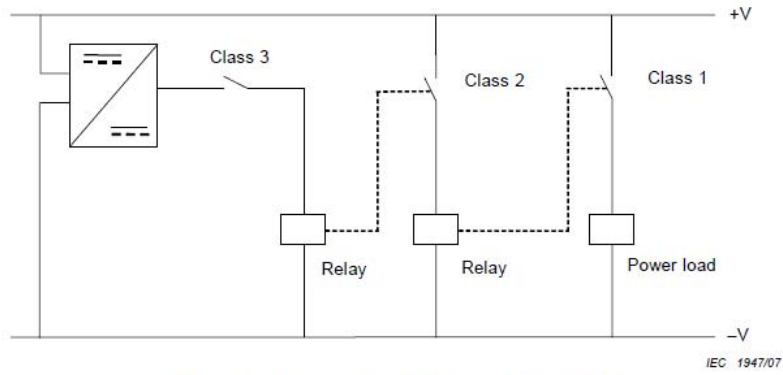 +V
Class 3
Class 2
Class 1
Relay
Relay
Power load
–V
IEC 1947/07